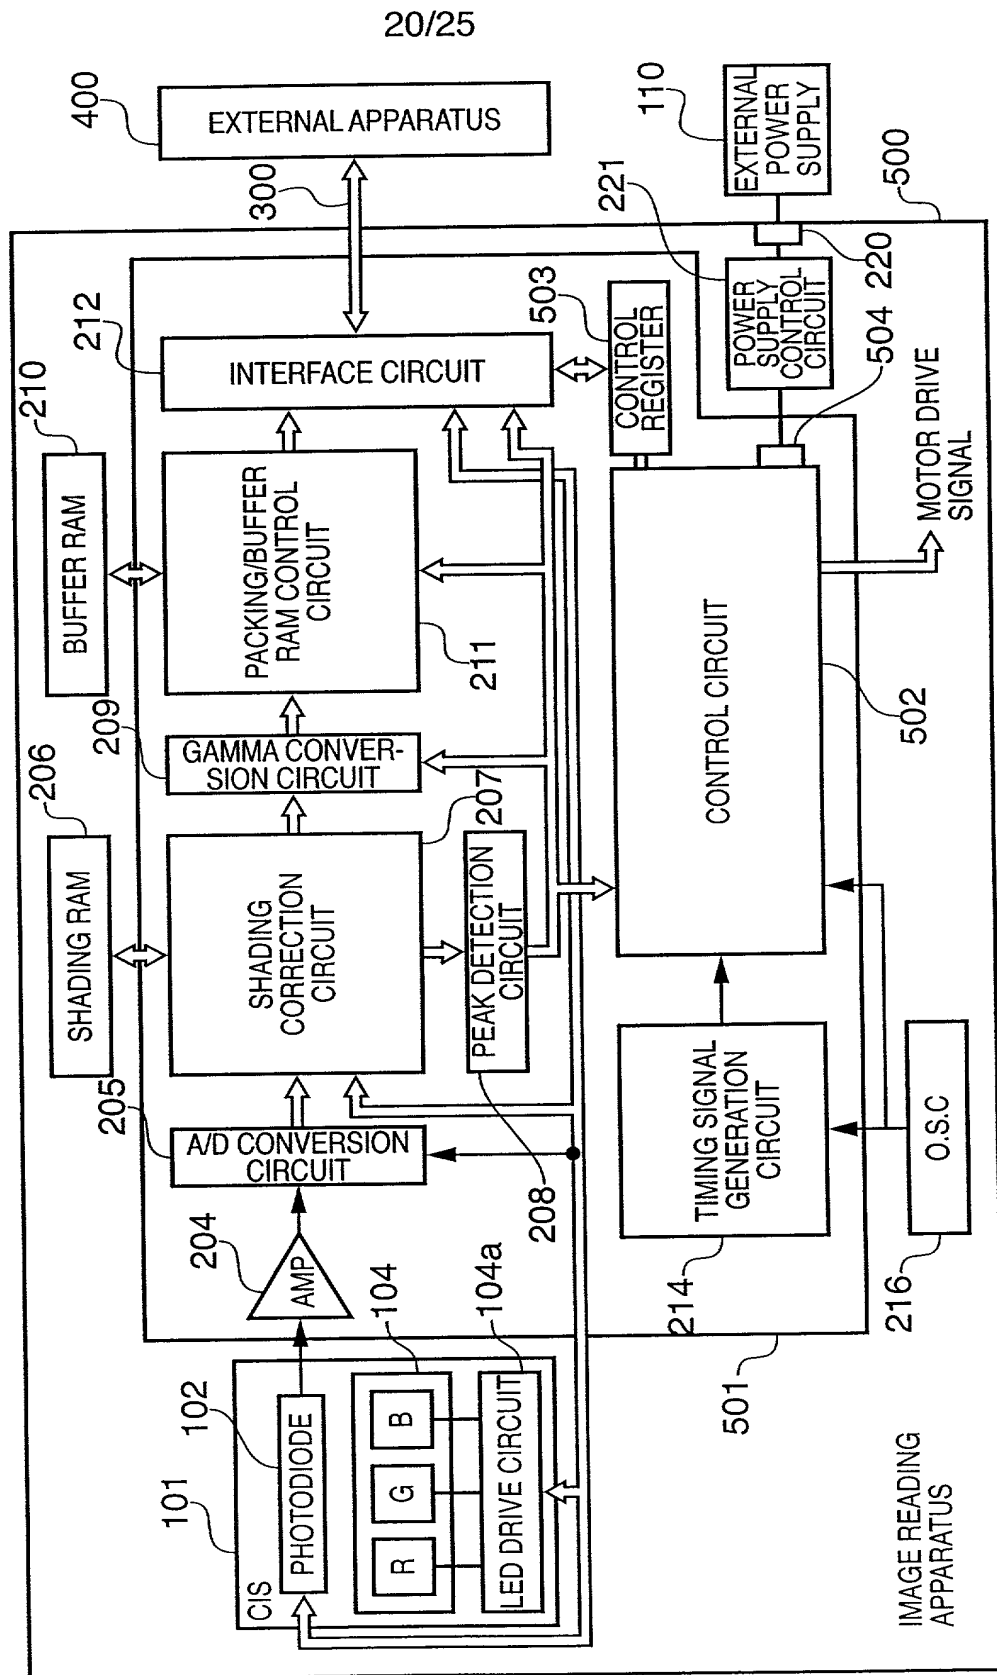 20/25
400
EXTERNAL APPARATUS
300
110
EXTERNAL
POWER
SUPPLY
500
221
220
POWER
SUPPLY
CONTROL
CIRCUIT
504
503
CONTROL
REGISTER
212
INTERFACE CIRCUIT
210
BUFFER RAM
PACKING/BUFFER
RAM CONTROL
CIRCUIT
211
MOTOR DRIVE
SIGNAL
209
GAMMA CONVER-
SION CIRCUIT
206
SHADING RAM
207
SHADING
CORRECTION
CIRCUIT
PEAK DETECTION
CIRCUIT
208
CONTROL CIRCUIT
502
205
A/D CONVERSION
CIRCUIT
204
AMP
TIMING SIGNAL
GENERATION
CIRCUIT
214
O.S.C
216
501
101
CIS
102
PHOTODIODE
104
R
G
B
104a
LED DRIVE CIRCUIT
IMAGE READING
APPARATUS